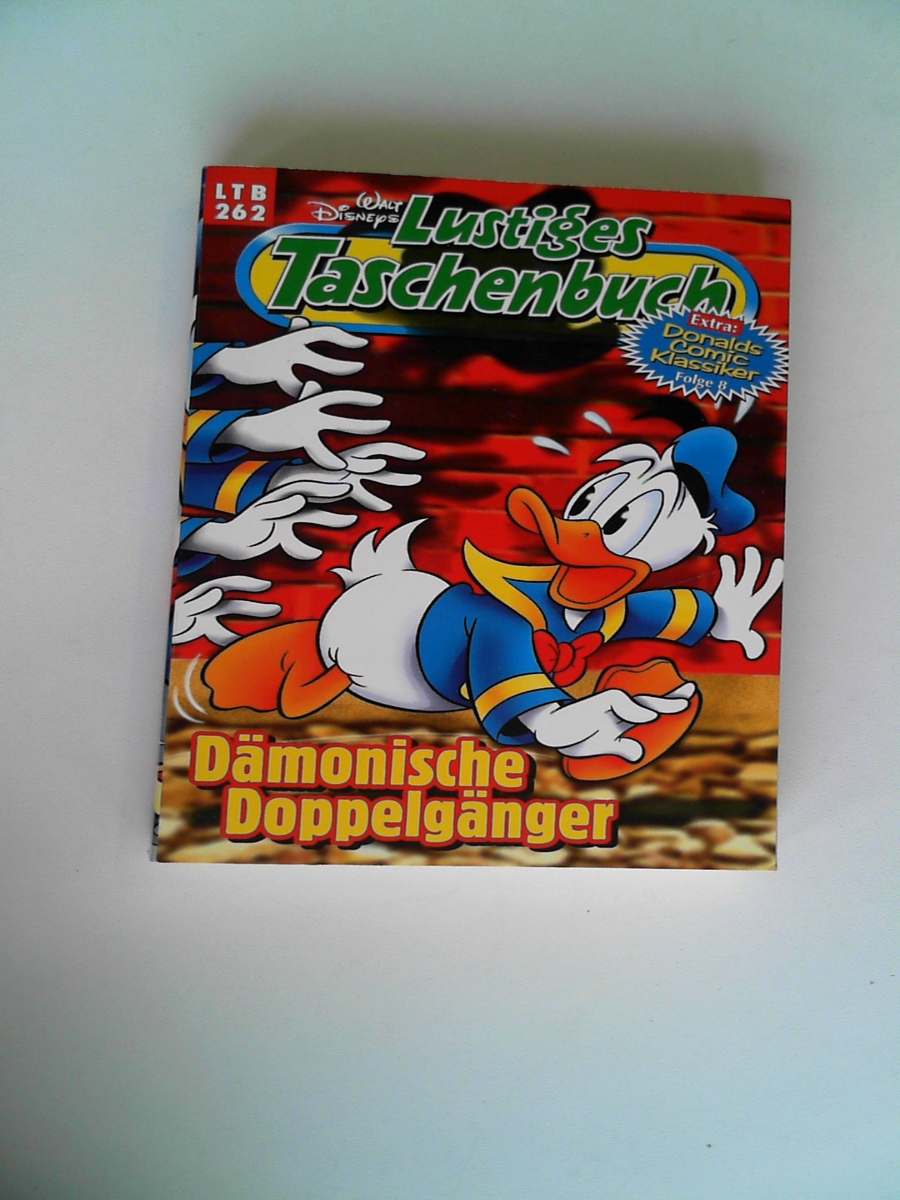 LTB
262
WALT
DISNEYS
Lustiges
Taschenbuch
Extra:
Donalds
Comic
Klassiker
Folge 8
Dämonische
Doppelgänger